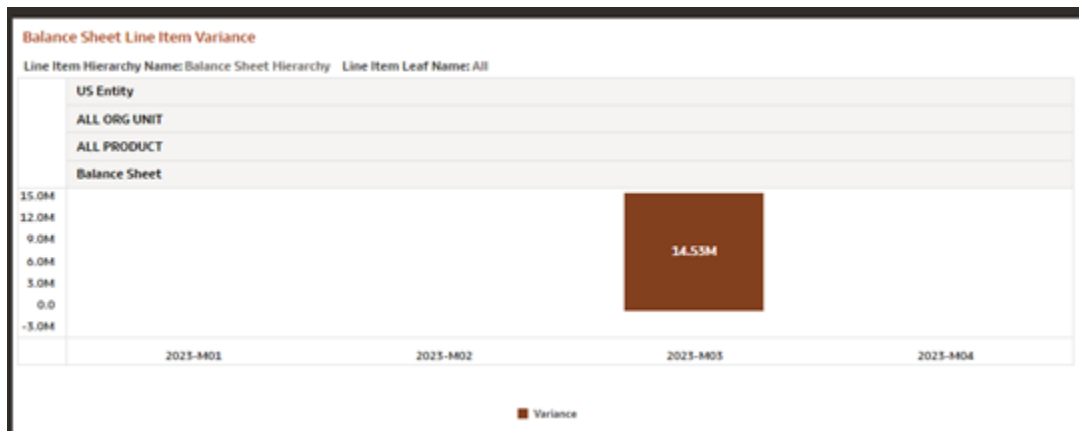 Balance Sheet Line Item Variance
Line Item Hierarchy Name: Balance Sheet Hierarchy Line Item Leaf Name: All
US Entity
ALL ORG UNIT
ALL PRODUCT
Balance Sheet
15.0M
12.0M
9.0M
6.0M
3.0M
0.0
-3.0M
14.53M
2023-M01 2023-M02 2023-M03 2023-M04
Variance